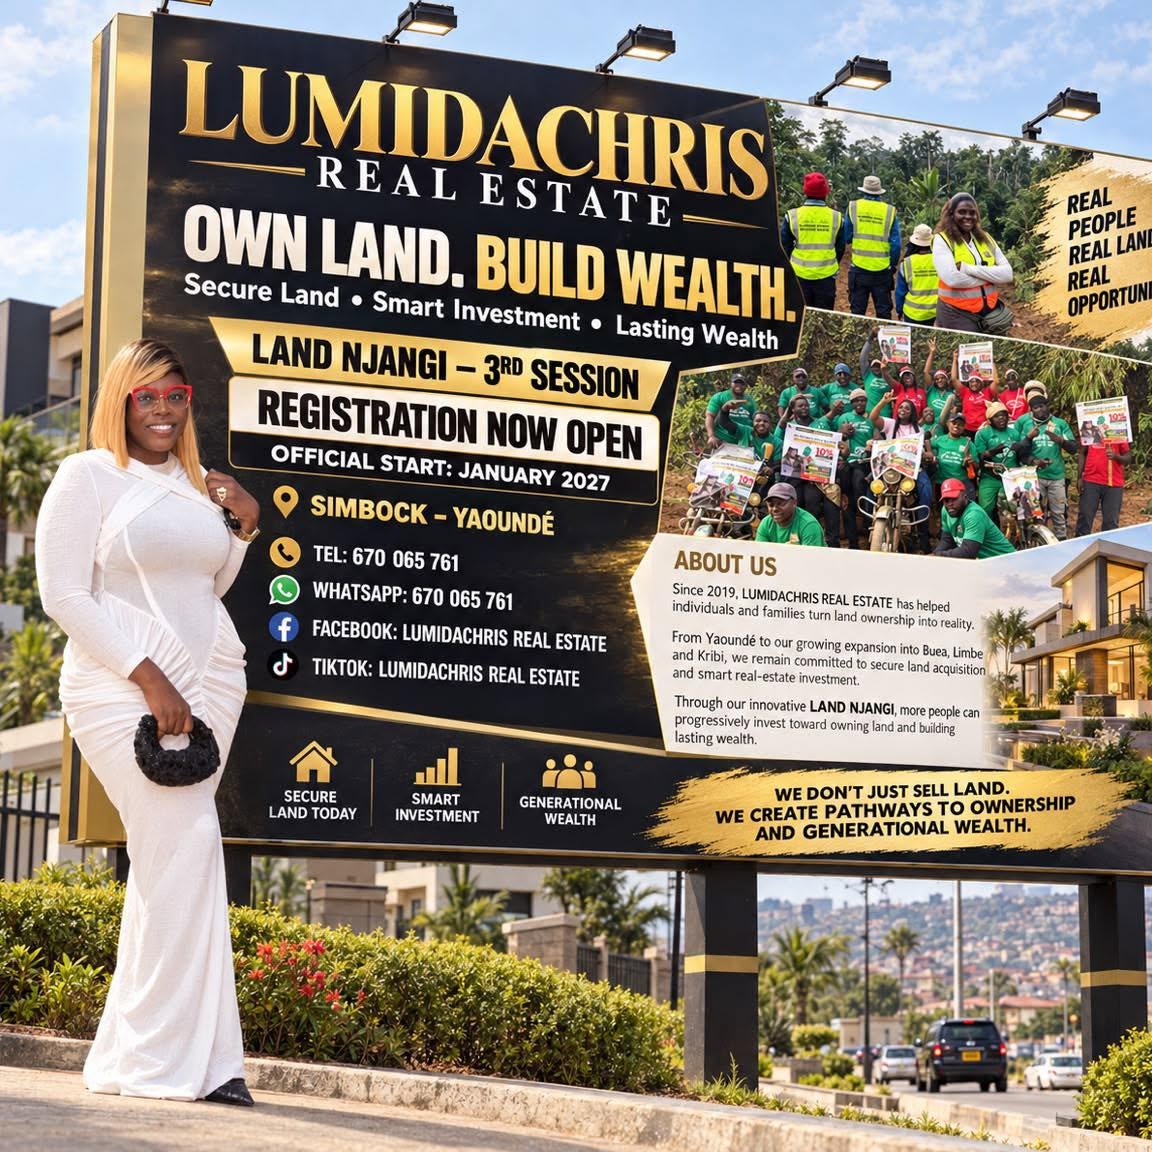 LUMIDACHRIS
REAL ESTATE
OWN LAND. BUILD WEALTH.
Secure Land • Smart Investment • Lasting Wealth
LAND NJANGI – 3RD SESSION
REGISTRATION NOW OPEN
OFFICIAL START: JANUARY 2027
SIMBOCK – YAOUNDÉ
TEL: 670 065 761
WHATSAPP: 670 065 761
FACEBOOK: LUMIDACHRIS REAL ESTATE
TIKTOK: LUMIDACHRIS REAL ESTATE
SECURE
LAND TODAY
SMART
INVESTMENT
GENERATIONAL
WEALTH
REAL
PEOPLE
REAL LAND
REAL
OPPORTUNI
10%
ABOUT US
Since 2019, LUMIDACHRIS REAL ESTATE has helped
individuals and families turn land ownership into reality.
From Yaoundé to our growing expansion into Buea, Limbe
and Kribi, we remain committed to secure land acquisition
and smart real-estate investment.
Through our innovative LAND NJANGI, more people can
progressively invest toward owning land and building
lasting wealth.
WE DON'T JUST SELL LAND.
WE CREATE PATHWAYS TO OWNERSHIP
AND GENERATIONAL WEALTH.